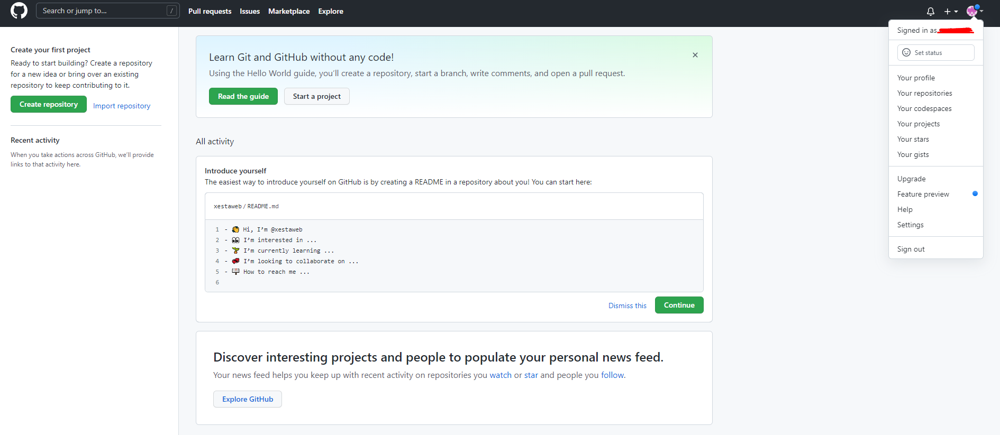 Search or jump to... /
Pull requests
Issues
Marketplace
Explore
Signed in as
Set status
Your profile
Your repositories
Your codespaces
Your projects
Your stars
Your gists
Upgrade
Feature preview
Help
Settings
Sign out
Create your first project
Ready to start building? Create a repository
for a new idea or bring over an existing
repository to keep contributing to it.
Create repository
Import repository
Recent activity
When you take actions across GitHub, we’ll provide
links to that activity here.
Learn Git and GitHub without any code!
Using the Hello World guide, you’ll create a repository, start a branch, write comments, and open a pull request.
Read the guide
Start a project
All activity
Introduce yourself
The easiest way to introduce yourself on GitHub is by creating a README in a repository about you! You can start here:
xestaweb / README.md
1 - 👋 Hi, I’m @xestaweb
2 - 👀 I’m interested in ...
3 - 🌱 I’m currently learning ...
4 - 💞️ I’m looking to collaborate on ...
5 - 📫 How to reach me ...
6
Dismiss this
Continue
Discover interesting projects and people to populate your personal news feed.
Your news feed helps you keep up with recent activity on repositories you watch or star and people you follow.
Explore GitHub